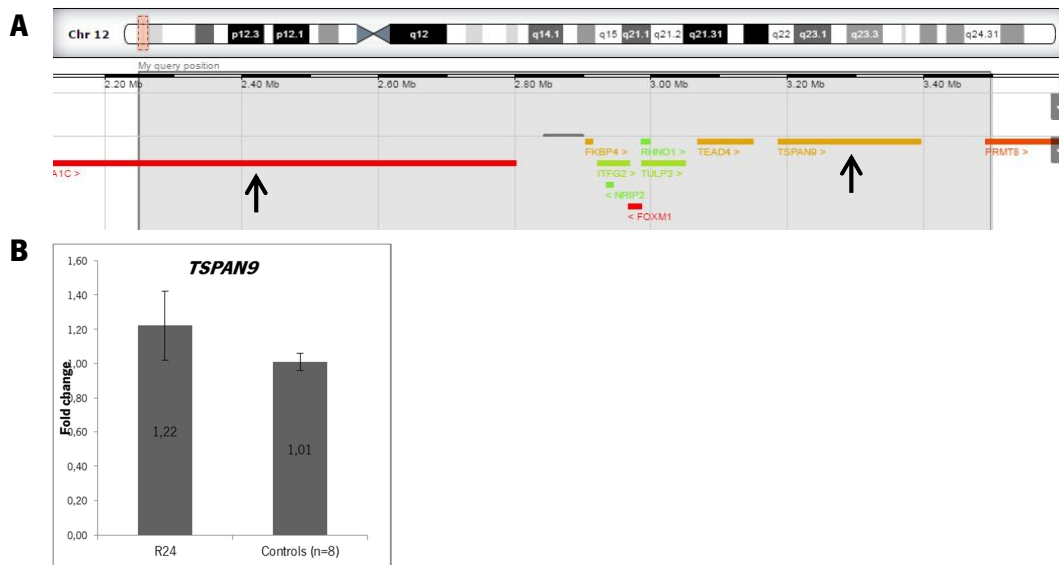 A
Chr 12 p12.3 p12.1 q12 q14.1 q15 q21.1 q21.2 q21.31 q22 q23.1 q23.3 q24.31
My query position
2.20 Mb 2.40 Mb 2.60 Mb 2.80 Mb 3.00 Mb 3.20 Mb 3.40 Mb
FKBP4 > RHNO1 > TEAD4 > TSPAN9 > PRMT8 >
A1C > ITFG2 > TULP3 >
< NRIP2
< FOXM1
B
TSPAN9
Fold change
1,60
1,40
1,20
1,00
0,80
0,60
0,40
0,20
0,00
1,22
1,01
R24 Controls (n=8)